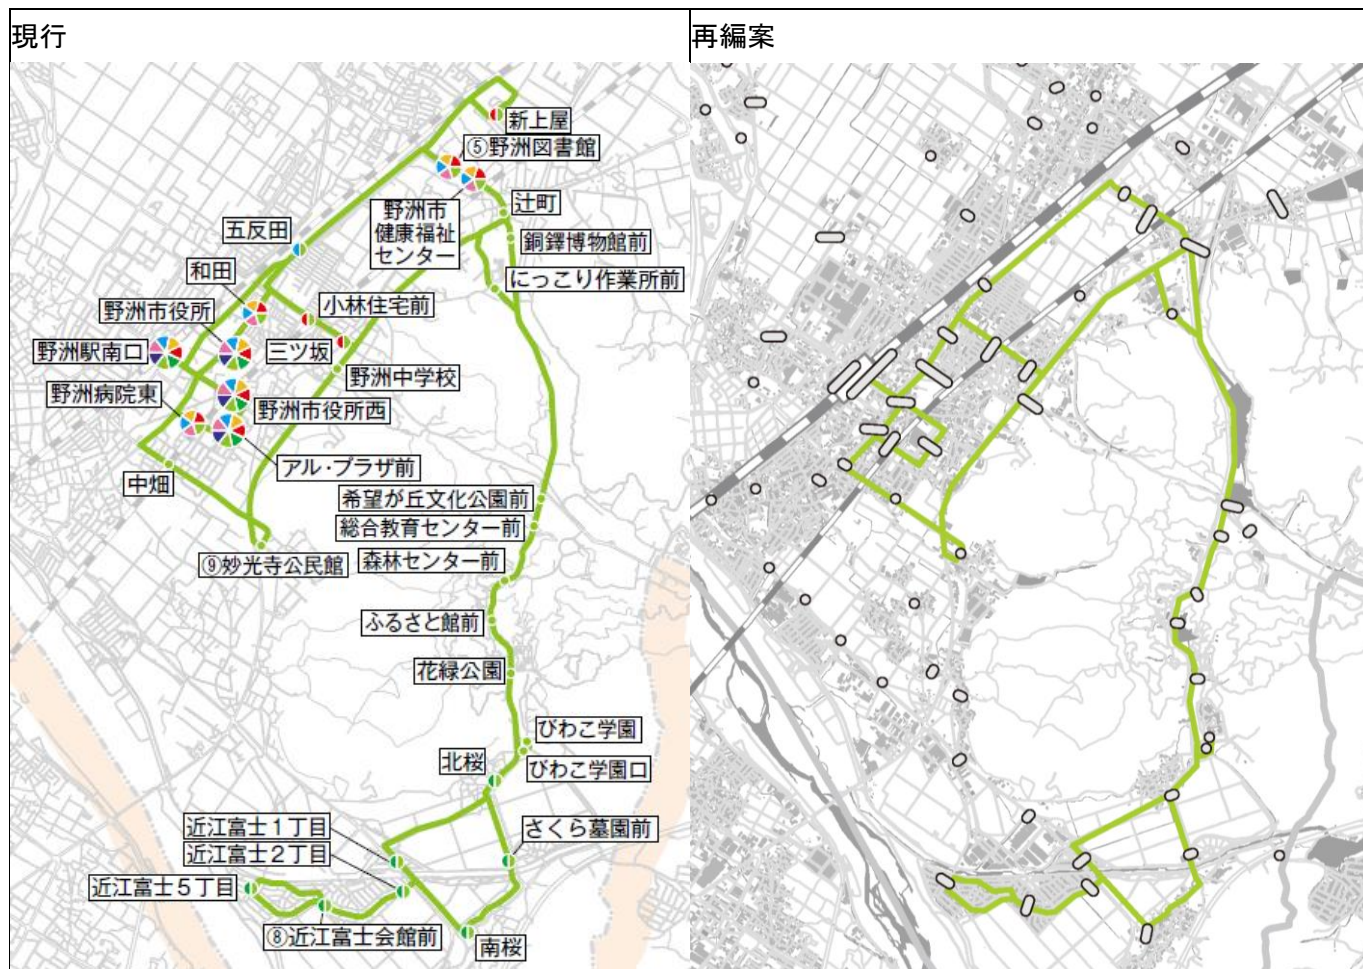 現行
再編案
新上屋
⑤野洲図書館
辻町
野洲市
健康福祉
センター
五反田
銅鐸博物館前
和田
にっこり作業所前
野洲市役所
小林住宅前
野洲駅南口
三ツ坂
野洲中学校
野洲病院東
野洲市役所西
アル・プラザ前
中畑
希望が丘文化公園前
総合教育センター前
⑨妙光寺公民館
森林センター前
ふるさと館前
花緑公園
びわこ学園
北桜
びわこ学園口
近江富士1丁目
さくら墓園前
近江富士2丁目
近江富士5丁目
⑧近江富士会館前
南桜